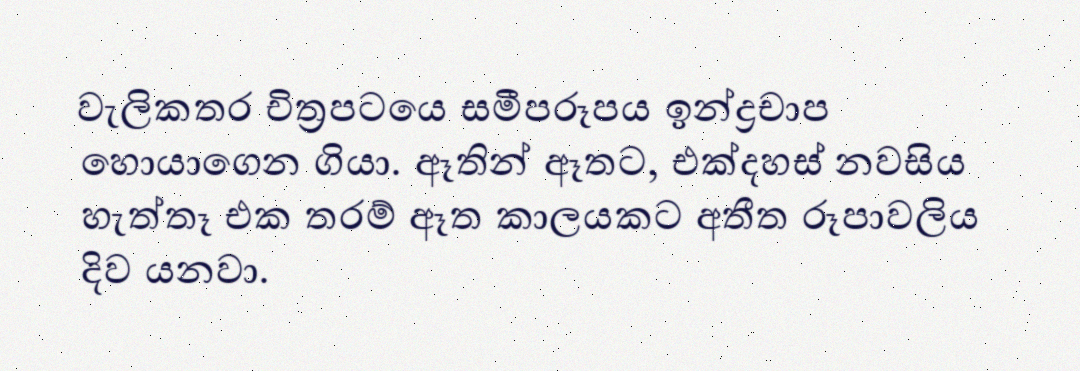 වැලිකතර චිත්‍රපටයෙ සමීපරූපය ඉන්ද්‍රචාප
හොයාගෙන ගියා. ඈතින් ඈතට, එක්දහස් නවසිය
හැත්තෑ එක තරම් ඈත කාලයකට අතීත රූපාවලිය
දිව යනවා.